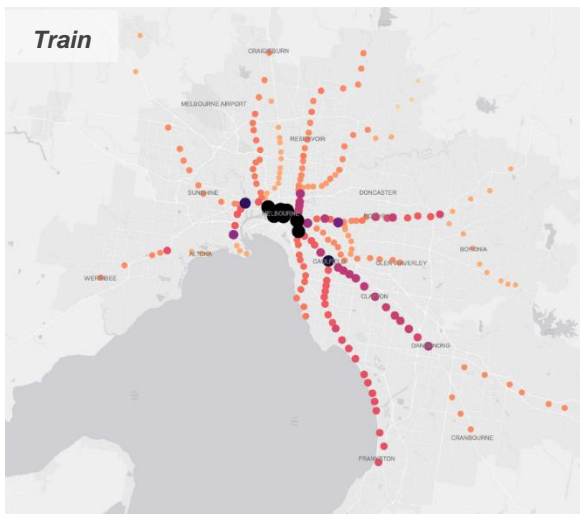 Train
CRAIGIEBURN
MELBOURNE AIRPORT
RESERVOIR
SUNSHINE
DONCASTER
MELBOURNE
BORONIA
ALTONA
CAULFIELD
GLEN WAVERLEY
WERRIBEE
CLAYTON
DANDENONG
CRANBOURNE
FRANKSTON